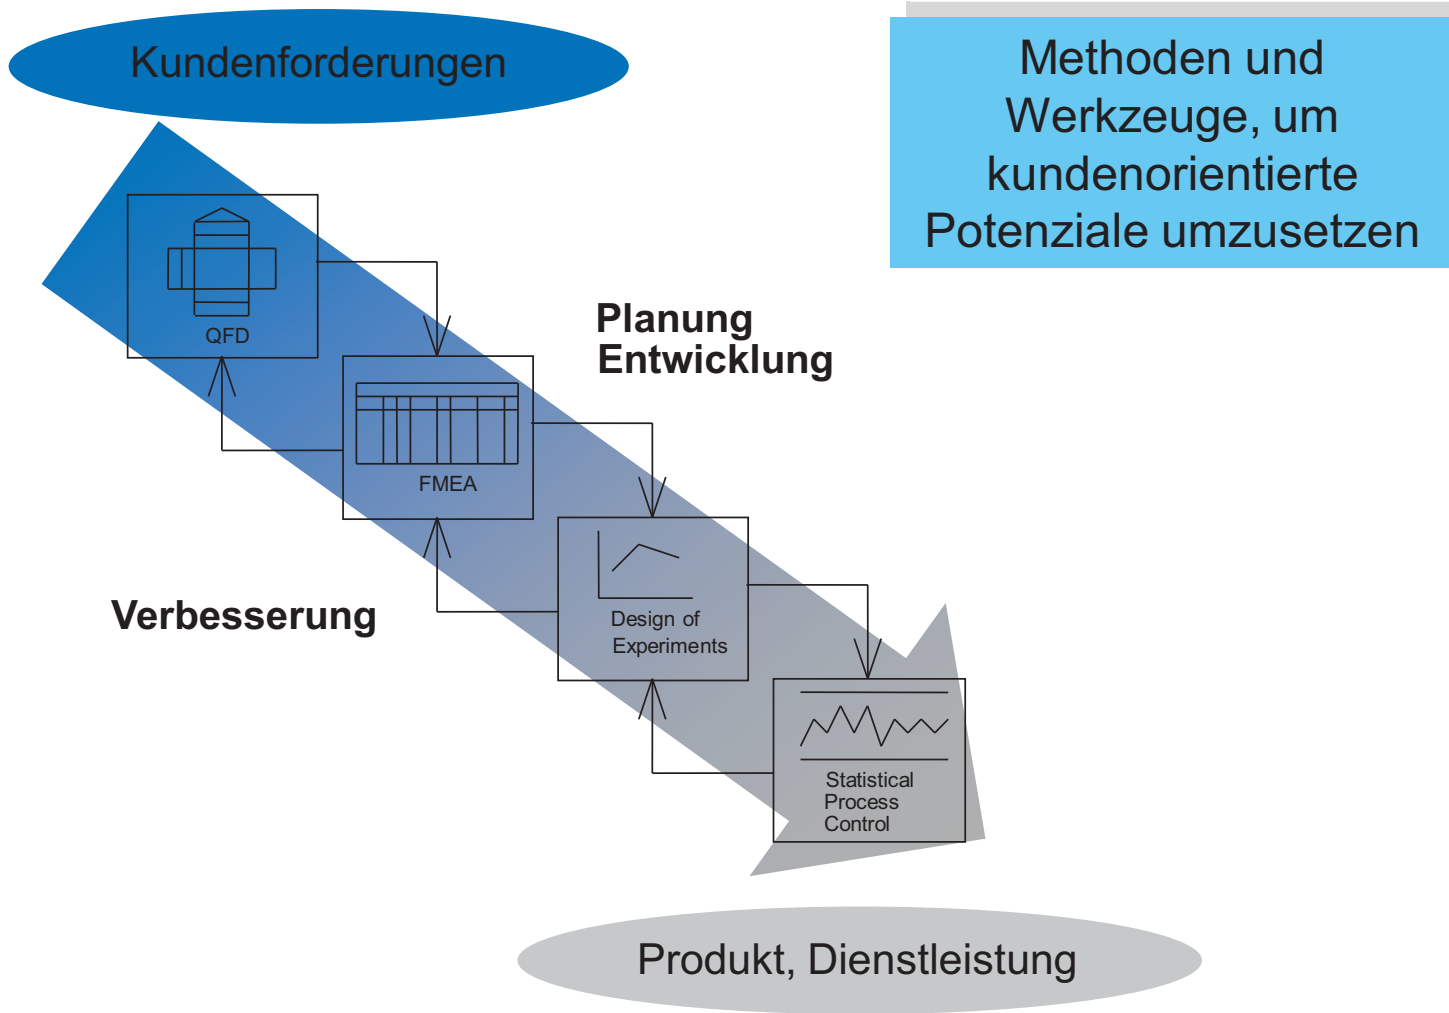 Kundenforderungen
Methoden und
Werkzeuge, um
kundenorientierte
Potenziale umzusetzen
QFD
Planung
Entwicklung
FMEA
Verbesserung
Design of
Experiments
Statistical
Process
Control
Produkt, Dienstleistung